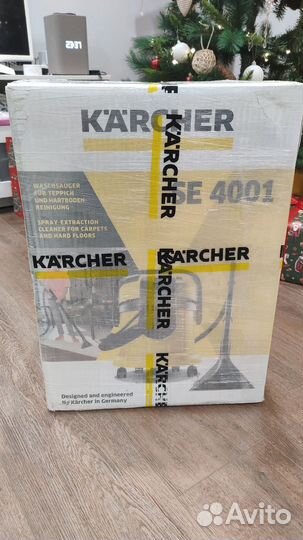 KÄRCHER
SE 4001
WASCHSAUGER
FÜR TEPPICH
UND HARTBODEN
REINIGUNG
SPRAY-EXTRACTION
CLEANER FOR CARPETS
AND HARD FLOORS
KÄRCHER
KÄRCHER
KÄRCHER
KÄRCHER
KÄRCHER
Designed and engineered
by Kärcher in Germany
Avito